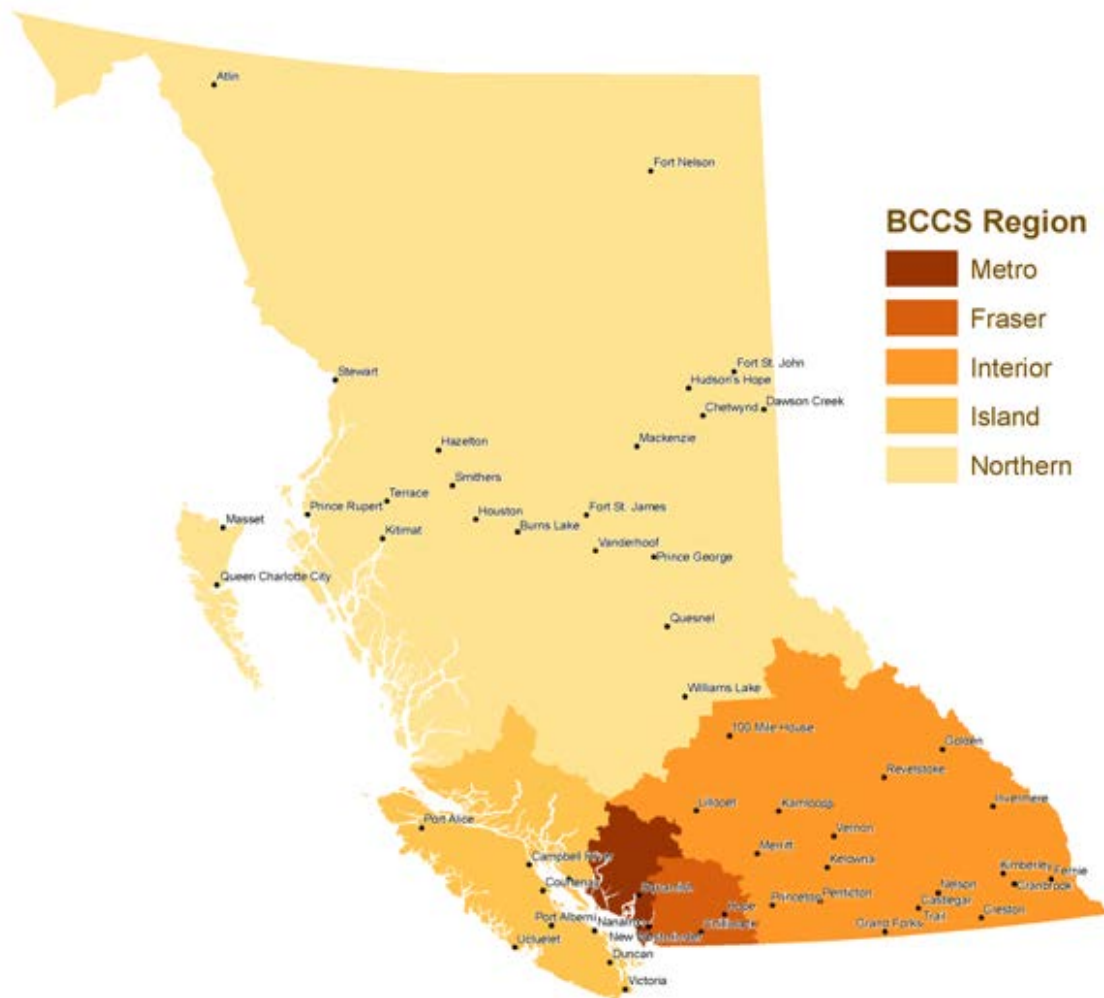 Atlin
Fort Nelson
BCCS Region
Metro
Fraser
Interior
Island
Northern
Fort St. John
Stewart
Hudson's Hope
Chetwynd
Dawson Creek
Hazelton
Mackenzie
Smithers
Terrace
Prince Rupert
Houston
Fort St. James
Masset
Burns Lake
Kitimat
Vanderhoof
Prince George
Queen Charlotte City
Quesnel
Williams Lake
100 Mile House
Golden
Revelstoke
Lillooet
Kamloops
Invermere
Port Alice
Vernon
Merritt
Campbell River
Kelowna
Kimberley
Fernie
Cranbrook
Courtenay
Squamish
Nelson
Princeton
Penticton
Castlegar
Hope
Trail
Creston
Port Alberni
Nanaimo
Chilliwack
Grand Forks
New Westminster
Ucluelet
Duncan
Victoria